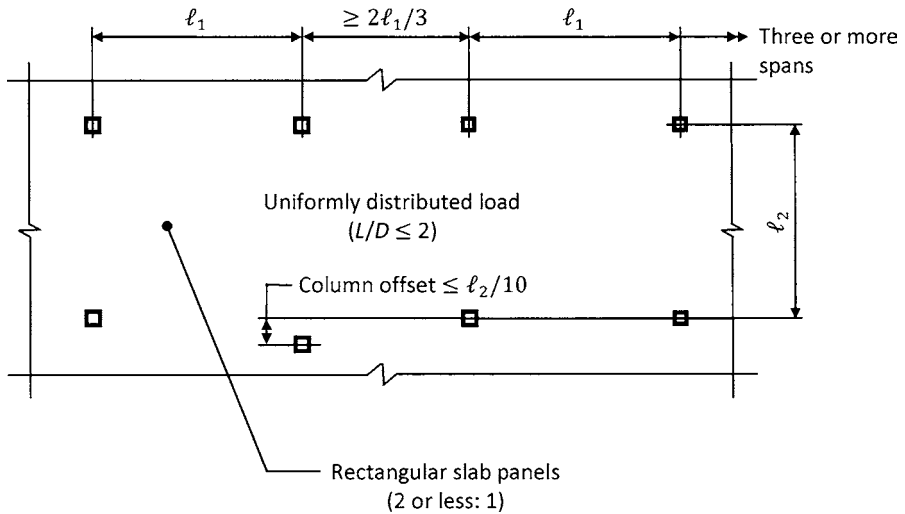 ℓ₁
≥ 2ℓ₁/3
ℓ₁
Three or more
spans
Uniformly distributed load
(L/D ≤ 2)
ℓ₂
Column offset ≤ ℓ₂/10
Rectangular slab panels
(2 or less: 1)